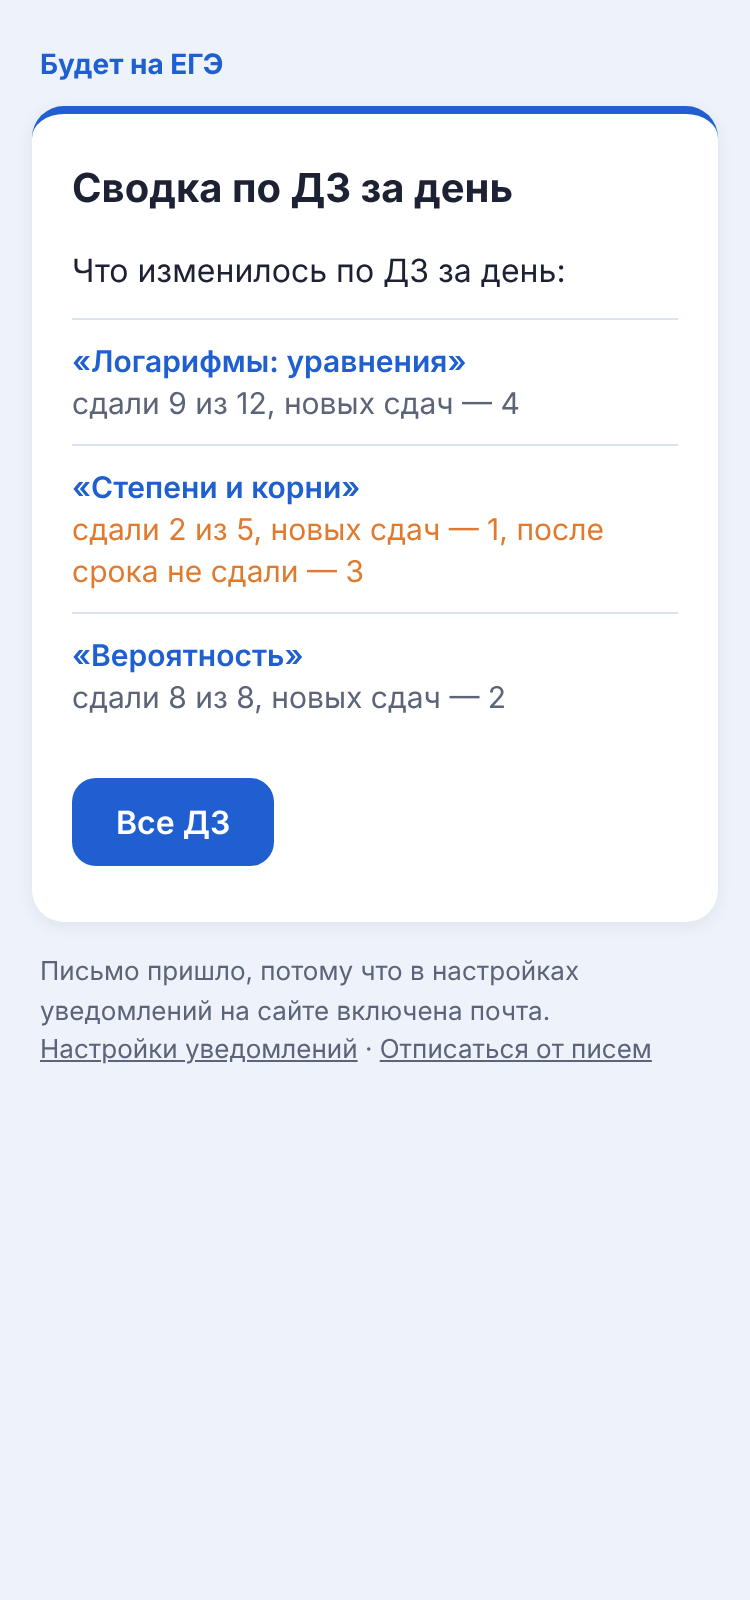 Будет на ЕГЭ
Сводка по ДЗ за день
Что изменилось по ДЗ за день:
«Логарифмы: уравнения»
сдали 9 из 12, новых сдач — 4
«Степени и корни»
сдали 2 из 5, новых сдач — 1, после
срока не сдали — 3
«Вероятность»
сдали 8 из 8, новых сдач — 2
Все ДЗ
Письмо пришло, потому что в настройках
уведомлений на сайте включена почта.
Настройки уведомлений · Отписаться от писем